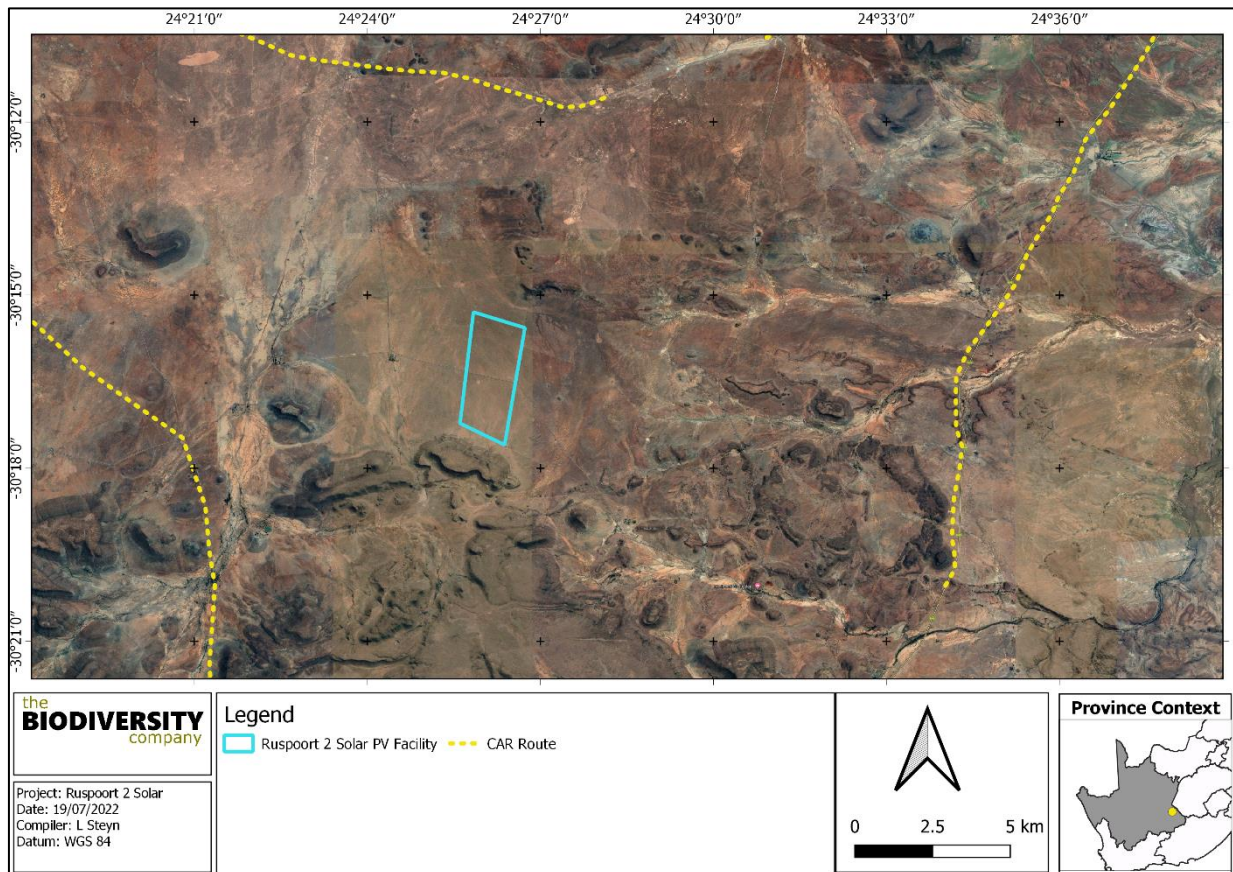 24°21'0″ 24°24'0″ 24°27'0″ 24°30'0″ 24°33'0″ 24°36'0″
-30°12'0″
-30°15'0″
-30°18'0″
-30°21'0″
the
BIODIVERSITY
company
Project: Ruspoort 2 Solar
Date: 19/07/2022
Compiler: L Steyn
Datum: WGS 84
Legend
Ruspoort 2 Solar PV Facility CAR Route
0 2.5 5 km
Province Context